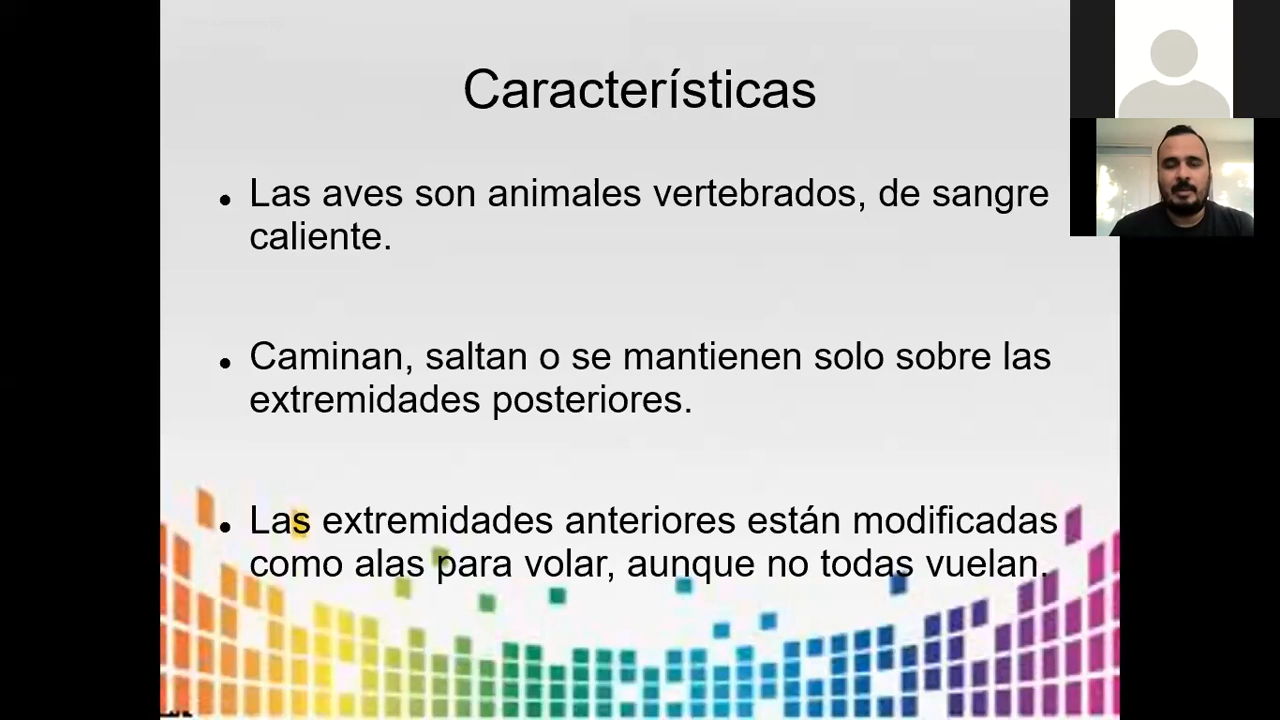 Características
Las aves son animales vertebrados, de sangre
caliente.
Caminan, saltan o se mantienen solo sobre las
extremidades posteriores.
Las extremidades anteriores están modificadas
como alas para volar, aunque no todas vuelan.